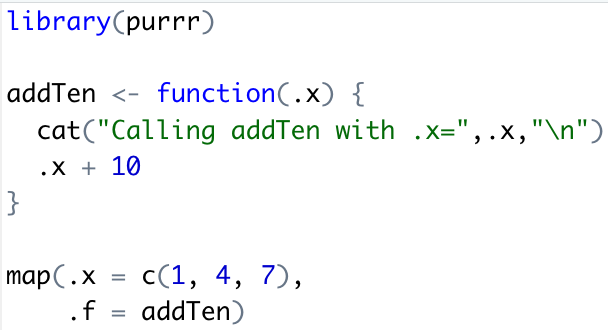 library(purrr)
addTen <- function(.x) {
  cat("Calling addTen with .x=",.x,"\n")
  .x + 10
}
map(.x = c(1, 4, 7),
    .f = addTen)